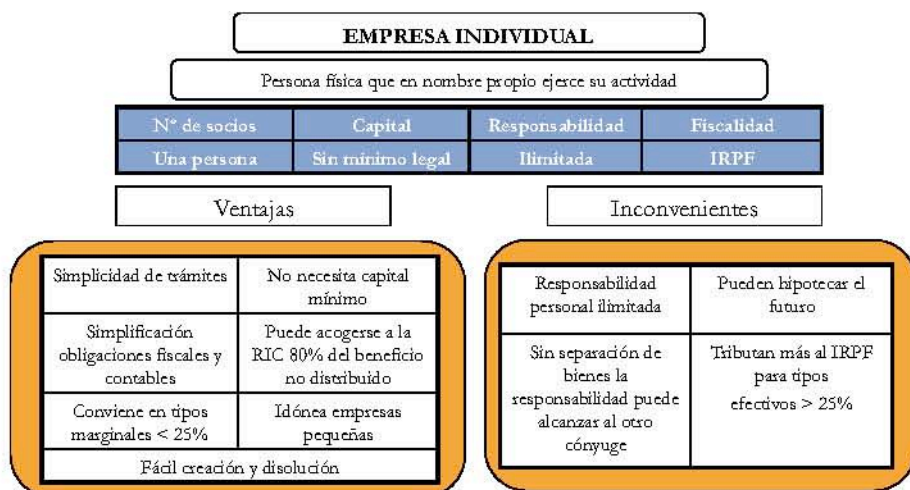 EMPRESA INDIVIDUAL
Persona física que en nombre propio ejerce su actividad
Nº de socios Capital Responsabilidad Fiscalidad
Una persona Sin mínimo legal Ilimitada IRPF
Ventajas
Inconvenientes
Simplicidad de trámites
No necesita capital
mínimo
Simplificación
obligaciones fiscales y
contables
Puede acogerse a la
RIC 80% del beneficio
no distribuido
Conviene en tipos
marginales < 25%
Idónea empresas
pequeñas
Fácil creación y disolución
Responsabilidad
personal ilimitada
Pueden hipotecar el
futuro
Sin separación de
bienes la
responsabilidad puede
alcanzar al otro
cónyuge
Tributan más al IRPF
para tipos
efectivos > 25%